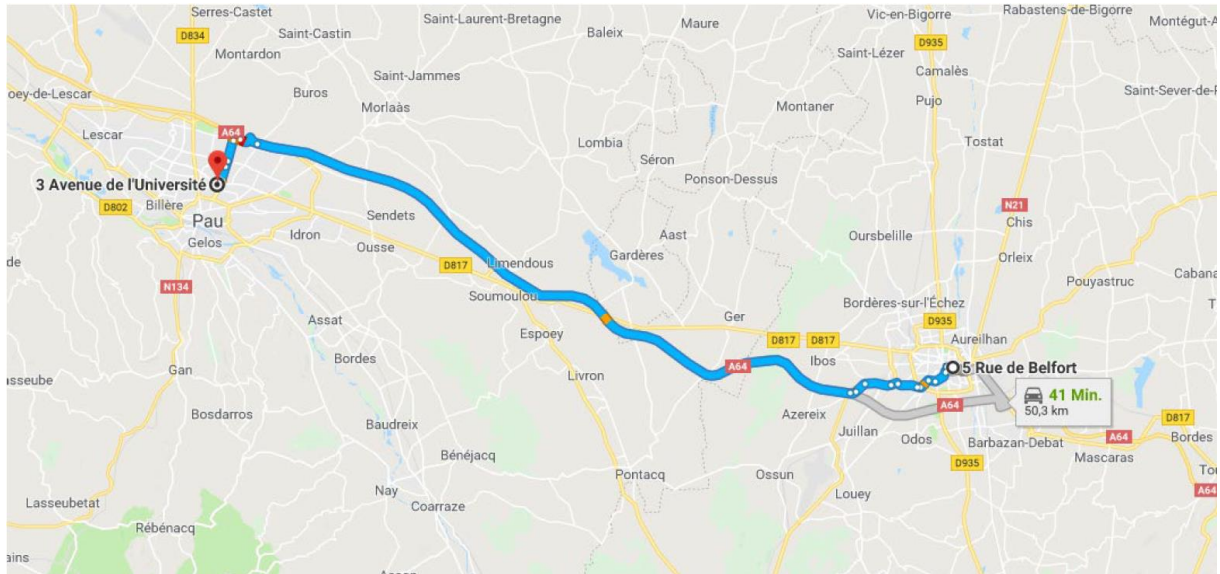 Serres-Castet
Saint-Laurent-Bretagne
Maure
Vic-en-Bigorre
Rabastens-de-Bigorre
D834
Saint-Castin
Baleix
D935
Montégut-A
Montardon
Saint-Lézer
Camalès
Saint-Jammes
oey-de-Lescar
Buros
Morlaàs
Montaner
Pujo
Saint-Sever-de-R
Lescar
A64
Lombia
Tostat
Séron
Ponson-Dessus
3 Avenue de l'Université
Billère
D802
Pau
Sendets
Aast
N21
Chis
Gelos
Idron
Ousse
Oursbelille
D817
Limendous
Gardères
Orleix
N134
Soumoulou
Pouyastruc
Cabana
Bordères-sur-l'Échez
Assat
Espoey
Ger
D935
D817
D817
Aureilhan
Bordes
Ibos
A64
5 Rue de Belfort
Gan
Livron
asseube
41 Min.
50,3 km
Bosdarros
Azereix
A64
Baudreix
Juillan
Odos
Barbazan-Debat
A64
D817
Bordes
Bénéjacq
D935
Mascaras
Pontacq
Ossun
Tou
Nay
Louey
A64
Lasseubetat
Coarraze
Rébénacq
ains